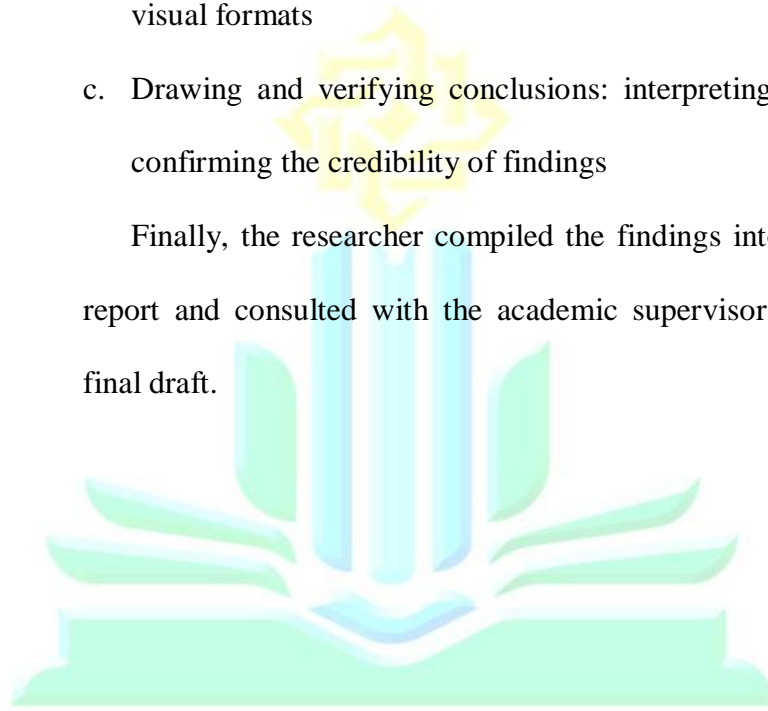 visual formats
c. Drawing and verifying conclusions: interpreting
confirming the credibility of findings
Finally, the researcher compiled the findings
report and consulted with the academic supervisor
final draft.